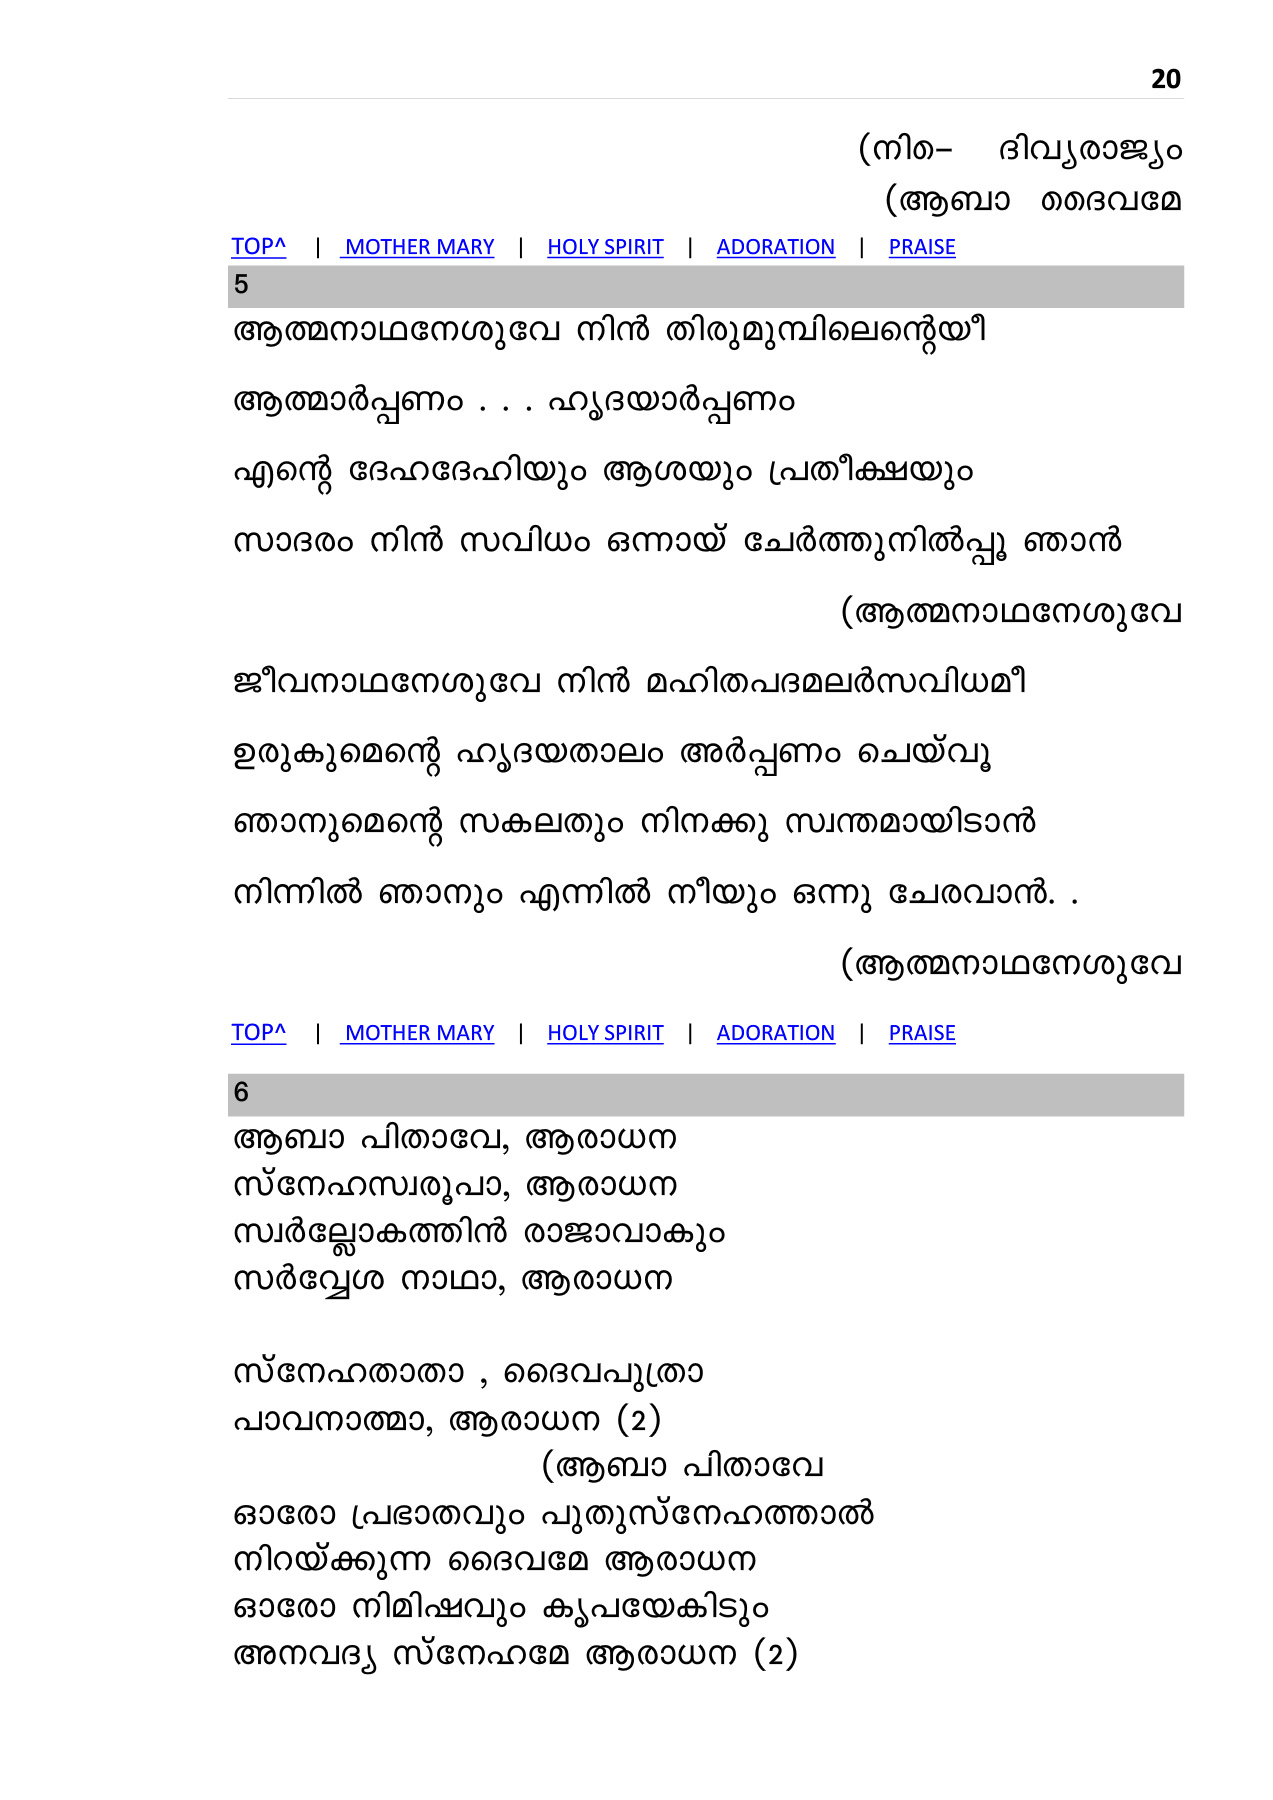 20
(നിൻ– ദിവ്യരാജ്യം
(ആബാ ദൈവമേ
TOP^ | MOTHER MARY | HOLY SPIRIT | ADORATION | PRAISE
5
ആത്മനാഥനേശുവേ നിൻ തിരുമുമ്പിലെന്റെയീ
ആത്മാർപ്പണം . . . ഹൃദയാർപ്പണം
എന്റെ ദേഹദേഹിയും ആശയും പ്രതീക്ഷയും
സാദരം നിൻ സവിധം ഒന്നായ് ചേർത്തുനിൽപ്പൂ ഞാൻ
(ആത്മനാഥനേശുവേ
ജീവനാഥനേശുവേ നിൻ മഹിതപദമലർസവിധമീ
ഉരുകുമെന്റെ ഹൃദയതാലം അർപ്പണം ചെയ്‌വൂ
ഞാനുമെന്റെ സകലതും നിനക്കു സ്വന്തമായിടാൻ
നിന്നിൽ ഞാനും എന്നിൽ നീയും ഒന്നു ചേരവാൻ. .
(ആത്മനാഥനേശുവേ
TOP^ | MOTHER MARY | HOLY SPIRIT | ADORATION | PRAISE
6
ആബാ പിതാവേ, ആരാധന
സ്നേഹസ്വരൂപാ, ആരാധന
സ്വർല്ലോകത്തിൻ രാജാവാകും
സർവ്വേശ നാഥാ, ആരാധന
സ്നേഹതാതാ , ദൈവപുത്രാ
പാവനാത്മാ, ആരാധന (2)
(ആബാ പിതാവേ
ഓരോ പ്രഭാതവും പുതുസ്നേഹത്താൽ
നിറയ്ക്കുന്ന ദൈവമേ ആരാധന
ഓരോ നിമിഷവും കൃപയേകിടും
അനവദ്യ സ്നേഹമേ ആരാധന (2)